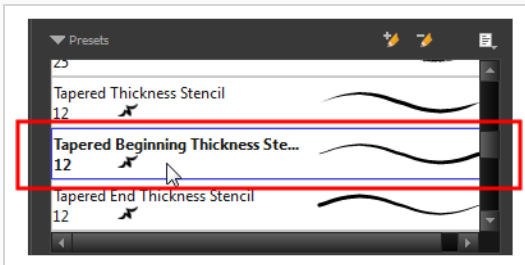 Presets
25
Tapered Thickness Stencil
12
Tapered Beginning Thickness Ste...
12
Tapered End Thickness Stencil
12